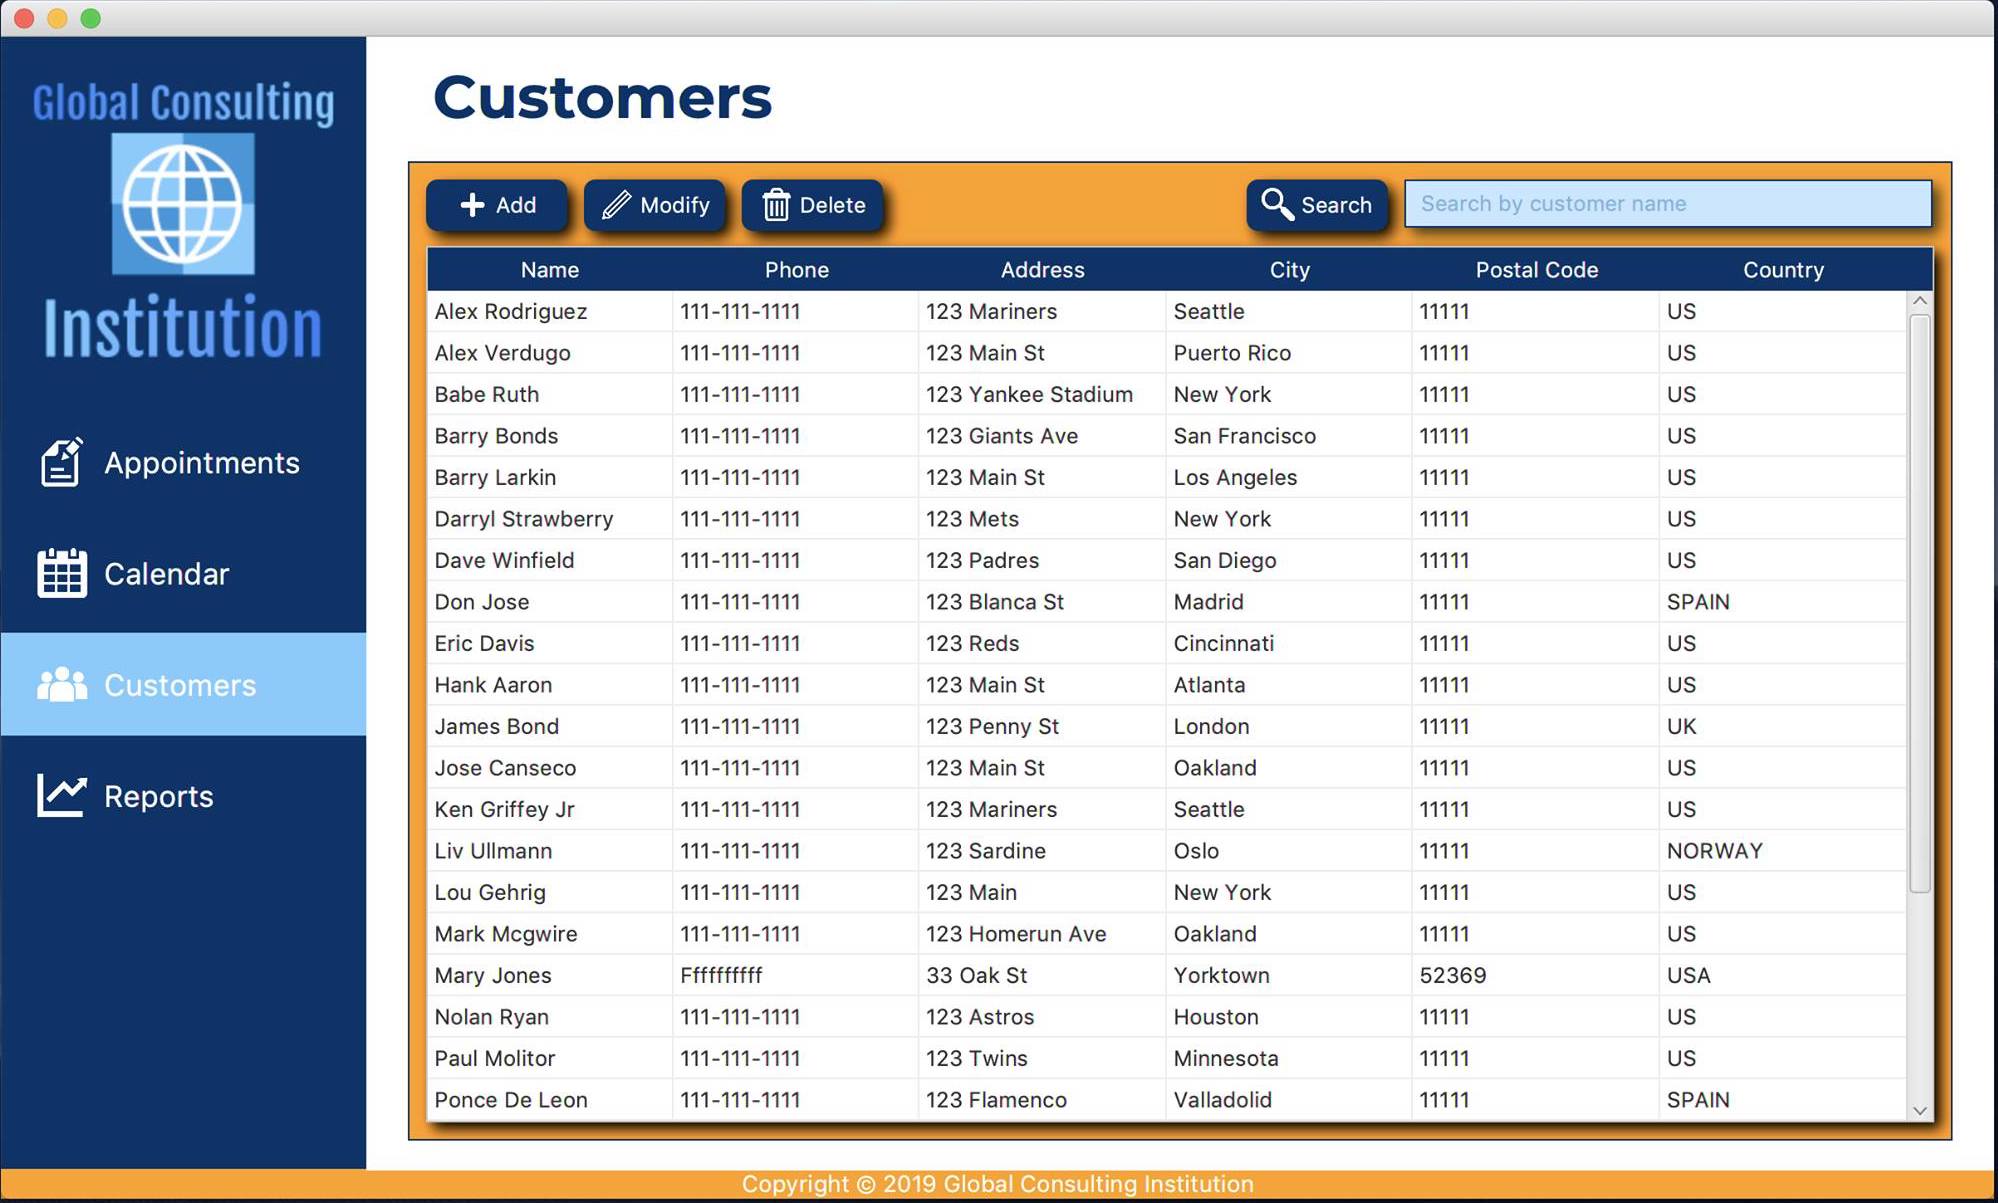 Global Consulting
Institution
Appointments
Calendar
Customers
Reports
Customers
Add Modify Delete Search Search by customer name
Name Phone Address City Postal Code Country
Alex Rodriguez 111-111-1111 123 Mariners Seattle 11111 US
Alex Verdugo 111-111-1111 123 Main St Puerto Rico 11111 US
Babe Ruth 111-111-1111 123 Yankee Stadium New York 11111 US
Barry Bonds 111-111-1111 123 Giants Ave San Francisco 11111 US
Barry Larkin 111-111-1111 123 Main St Los Angeles 11111 US
Darryl Strawberry 111-111-1111 123 Mets New York 11111 US
Dave Winfield 111-111-1111 123 Padres San Diego 11111 US
Don Jose 111-111-1111 123 Blanca St Madrid 11111 SPAIN
Eric Davis 111-111-1111 123 Reds Cincinnati 11111 US
Hank Aaron 111-111-1111 123 Main St Atlanta 11111 US
James Bond 111-111-1111 123 Penny St London 11111 UK
Jose Canseco 111-111-1111 123 Main St Oakland 11111 US
Ken Griffey Jr 111-111-1111 123 Mariners Seattle 11111 US
Liv Ullmann 111-111-1111 123 Sardine Oslo 11111 NORWAY
Lou Gehrig 111-111-1111 123 Main New York 11111 US
Mark Mcgwire 111-111-1111 123 Homerun Ave Oakland 11111 US
Mary Jones Ffffffffff 33 Oak St Yorktown 52369 USA
Nolan Ryan 111-111-1111 123 Astros Houston 11111 US
Paul Molitor 111-111-1111 123 Twins Minnesota 11111 US
Ponce De Leon 111-111-1111 123 Flamenco Valladolid 11111 SPAIN
Copyright © 2019 Global Consulting Institution